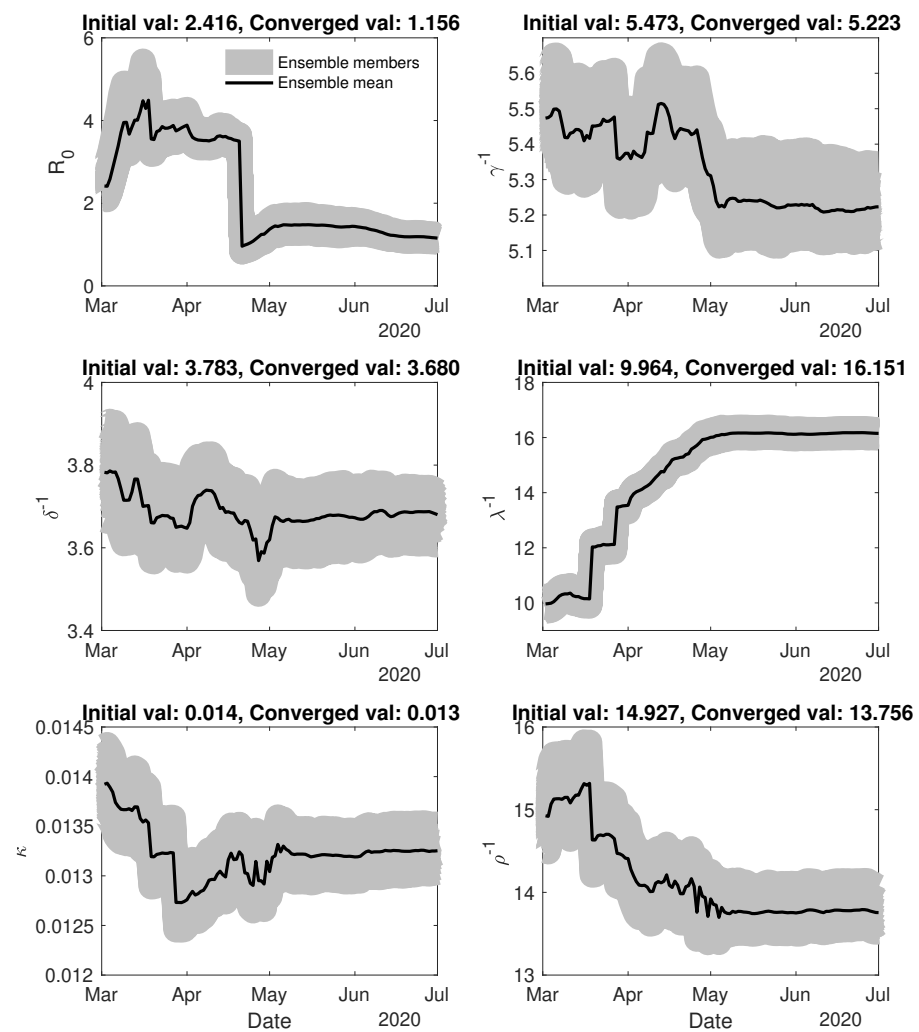 Initial val: 2.416, Converged val: 1.156
6
4
2
0
R₀
Ensemble members
Ensemble mean
Mar Apr May Jun Jul
2020
Initial val: 5.473, Converged val: 5.223
5.6
5.5
5.4
5.3
5.2
5.1
γ⁻¹
Mar Apr May Jun Jul
2020
Initial val: 3.783, Converged val: 3.680
4
3.8
3.6
3.4
δ⁻¹
Mar Apr May Jun Jul
2020
Initial val: 9.964, Converged val: 16.151
18
16
14
12
10
λ⁻¹
Mar Apr May Jun Jul
2020
Initial val: 0.014, Converged val: 0.013
0.0145
0.014
0.0135
0.013
0.0125
0.012
κ
Mar Apr May Jun Jul
Date 2020
Initial val: 14.927, Converged val: 13.756
16
15
14
13
ρ⁻¹
Mar Apr May Jun Jul
Date 2020